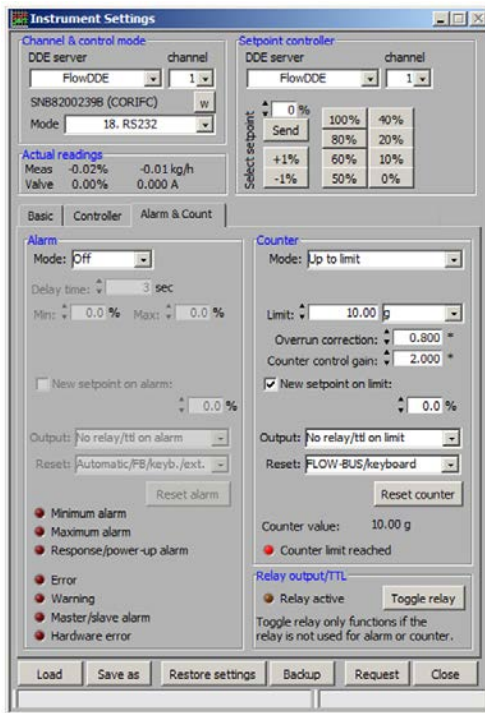 Instrument Settings
Channel & control mode
DDE server channel
FlowDDE 1
SNB8200239B (CORIFC) w
Mode 18. RS232
Actual readings
Meas -0.02% -0.01 kg/h
Valve 0.00% 0.000 A
Setpoint controller
DDE server channel
FlowDDE 1
Select setpoint
0 %
Send
+1%
-1%
100% 40%
80% 20%
60% 10%
50% 0%
Basic Controller Alarm & Count
Alarm
Mode: Off
Delay time: 3 sec
Min: 0.0 % Max: 0.0 %
New setpoint on alarm:
0.0 %
Output: No relay/ttl on alarm
Reset: Automatic/FB/keyb./ext.
Reset alarm
Minimum alarm
Maximum alarm
Response/power-up alarm
Error
Warning
Master/slave alarm
Hardware error
Counter
Mode: Up to limit
Limit: 10.00 g
Overrun correction: 0.800 *
Counter control gain: 2.000 *
New setpoint on limit:
0.0 %
Output: No relay/ttl on limit
Reset: FLOW-BUS/keyboard
Reset counter
Counter value: 10.00 g
Counter limit reached
Relay output/TTL
Relay active Toggle relay
Toggle relay only functions if the
relay is not used for alarm or counter.
Load Save as Restore settings Backup Request Close